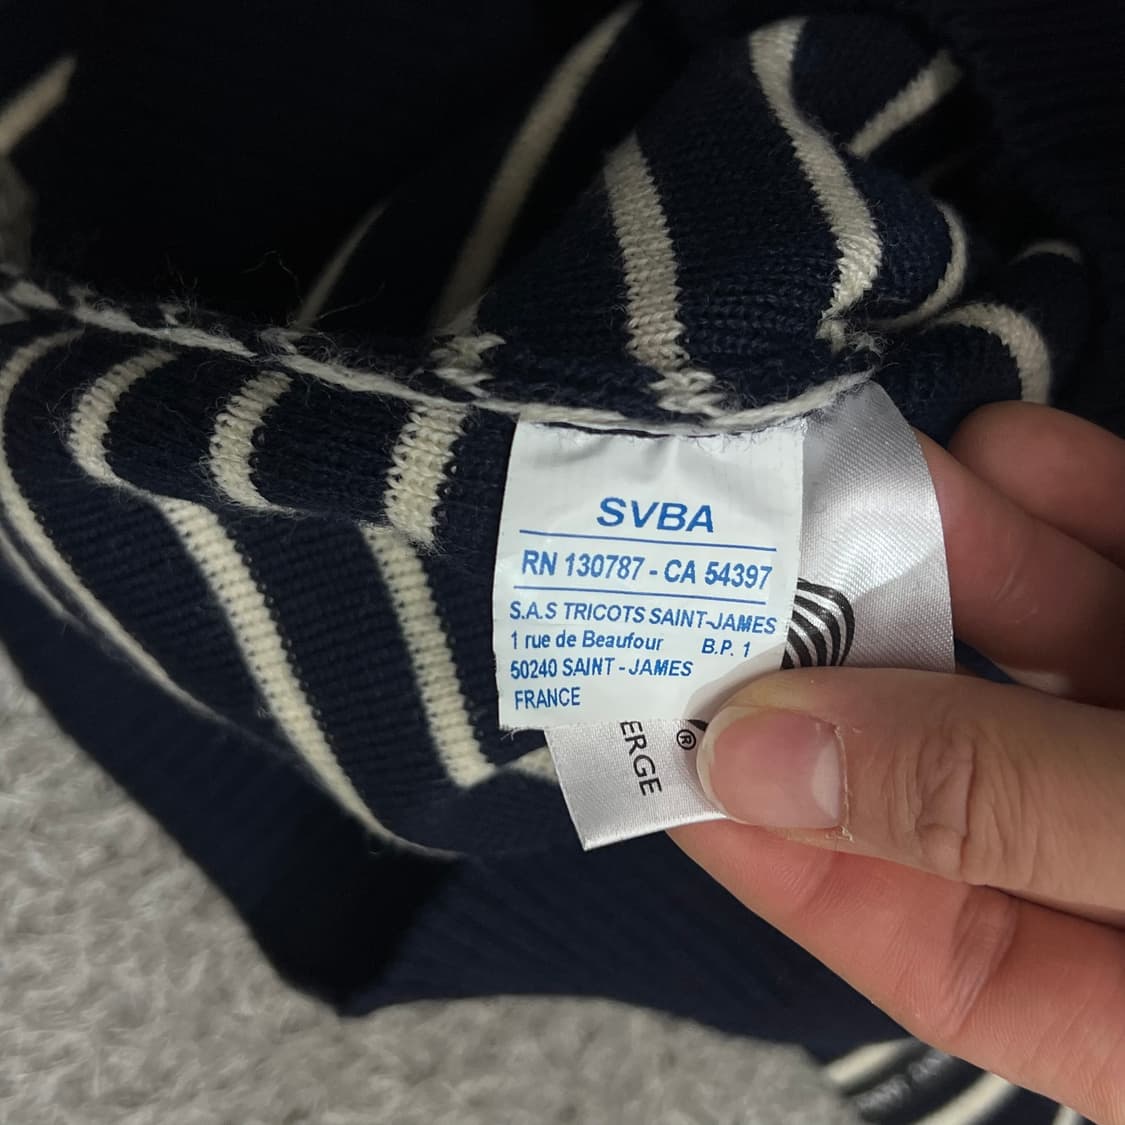 SVBA
RN 130787 - CA 54397
S.A.S TRICOTS SAINT-JAMES
1 rue de Beaufour B.P. 1
50240 SAINT - JAMES
FRANCE
ERGE
®